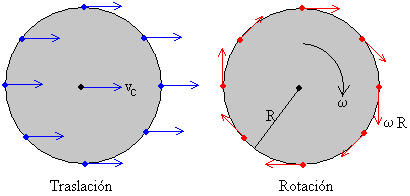 v_C
R
ω
ω R
Traslación
Rotación